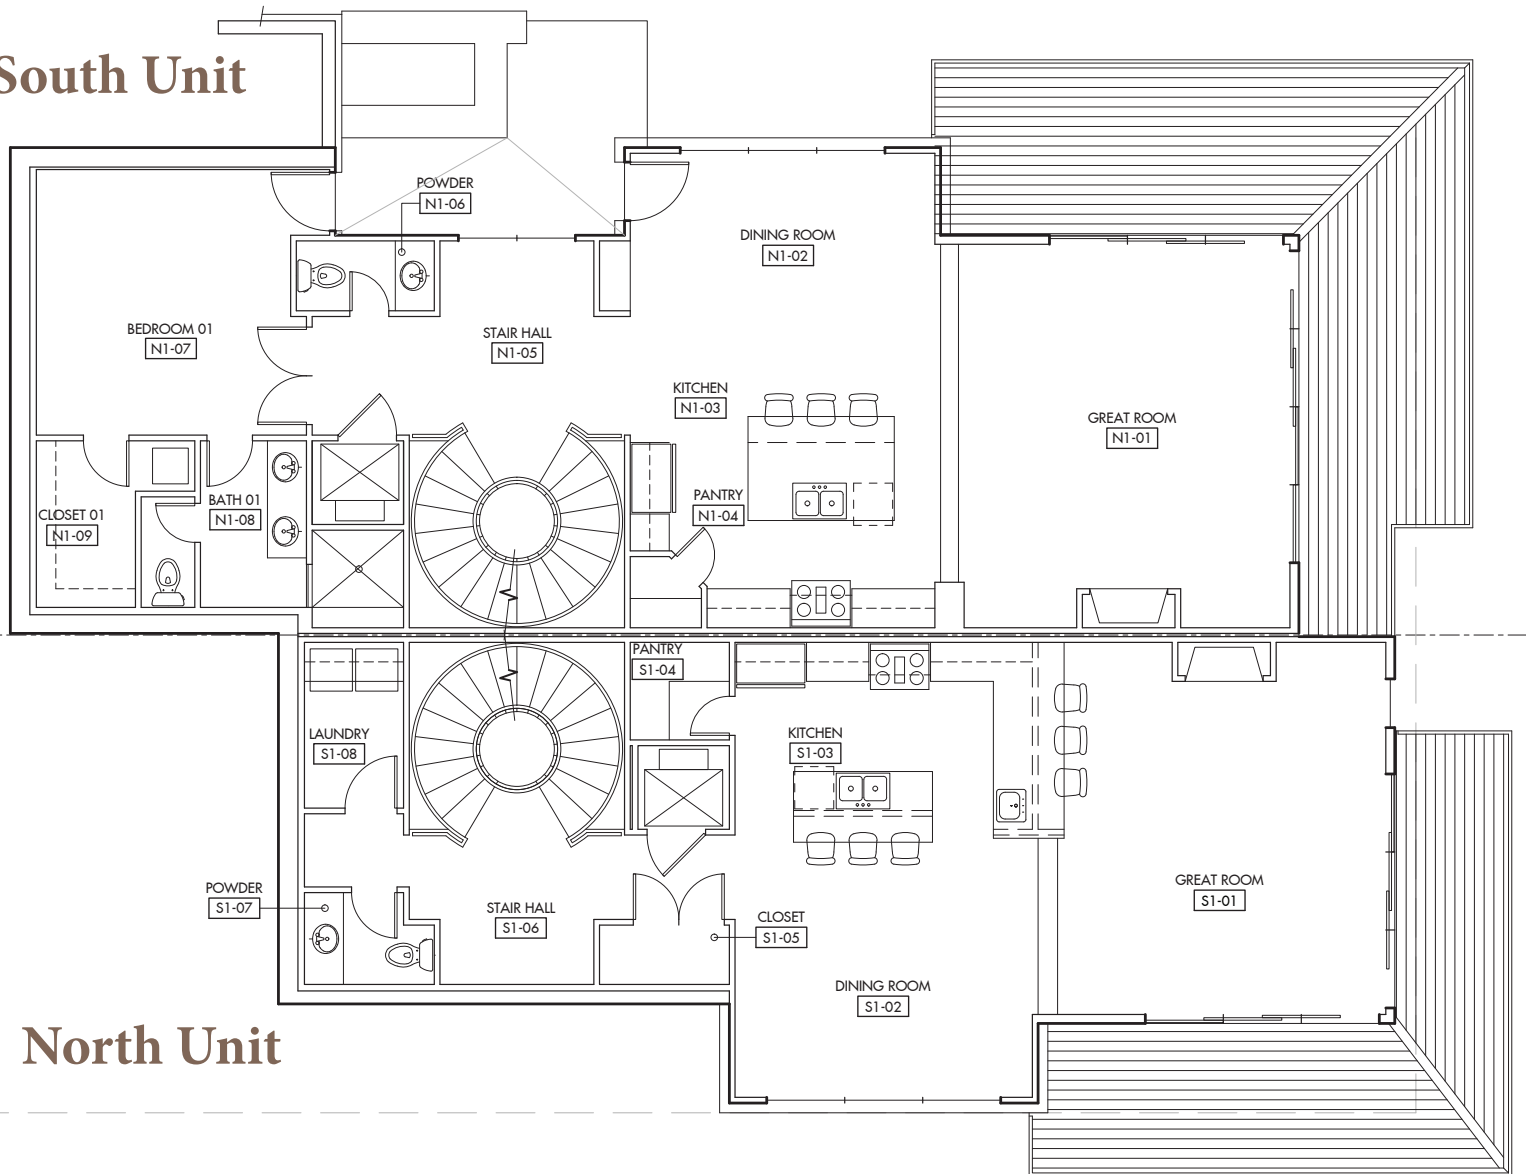 South Unit
POWDER
N1-06
DINING ROOM
N1-02
BEDROOM 01
N1-07
STAIR HALL
N1-05
KITCHEN
N1-03
GREAT ROOM
N1-01
PANTRY
N1-04
BATH 01
N1-08
CLOSET 01
N1-09
PANTRY
S1-04
LAUNDRY
S1-08
KITCHEN
S1-03
GREAT ROOM
S1-01
POWDER
S1-07
STAIR HALL
S1-06
CLOSET
S1-05
DINING ROOM
S1-02
North Unit